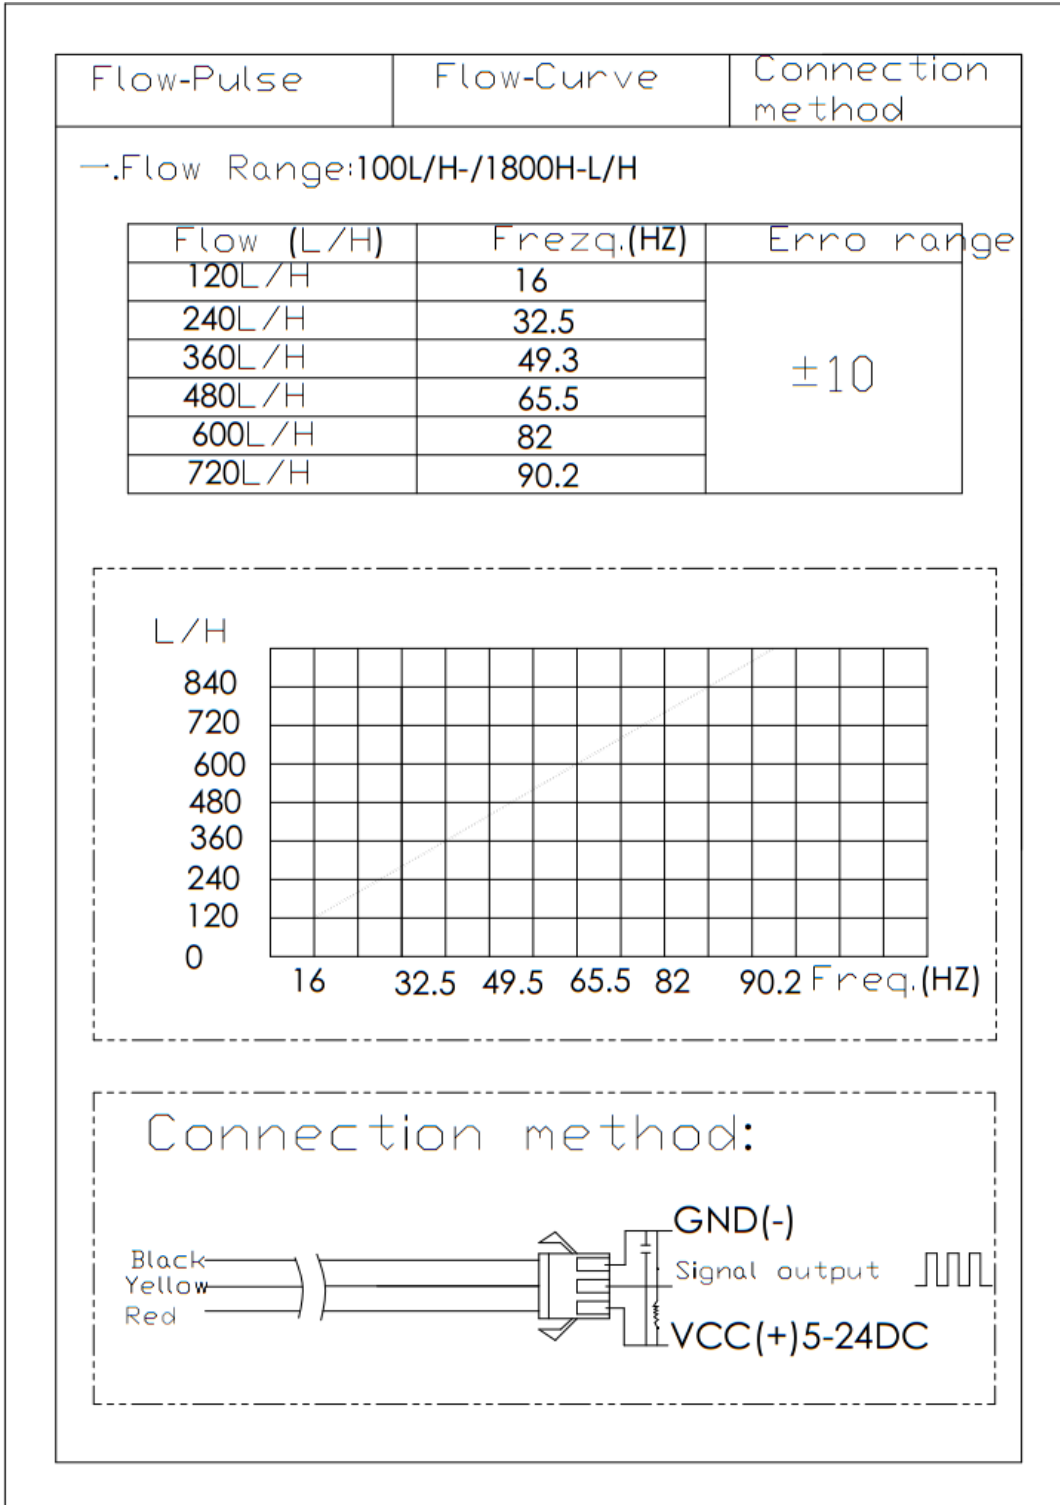 Flow-Pulse
Flow-Curve
Connection
method
一.Flow Range:100L/H-/1800H-L/H
Flow (L/H) Frezq.(HZ) Erro range
120L/H 16
240L/H 32.5
360L/H 49.3
±10
480L/H 65.5
600L/H 82
720L/H 90.2
L/H
840
720
600
480
360
240
120
0
16 32.5 49.5 65.5 82 90.2 Freq.(HZ)
Connection method:
GND(-)
Black
Signal output
Yellow
Red
VCC(+)5-24DC